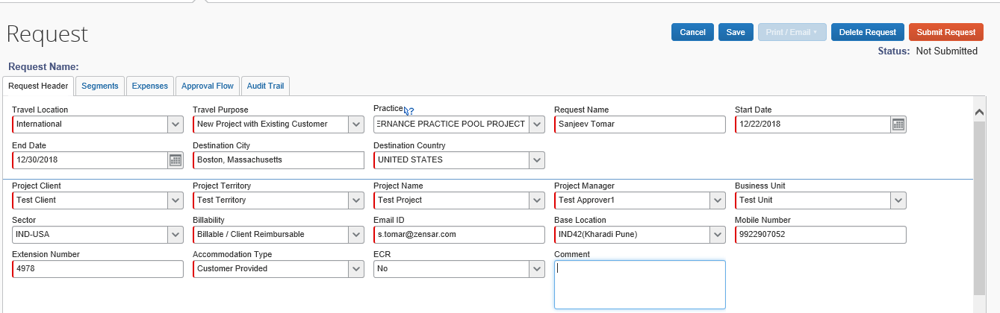 Request
Cancel Save Print / Email Delete Request Submit Request
Status: Not Submitted
Request Name:
Request Header Segments Expenses Approval Flow Audit Trail
Travel Location Travel Purpose Practice ? Request Name Start Date
International New Project with Existing Customer ERNANCE PRACTICE POOL PROJECT Sanjeev Tomar 12/22/2018
End Date Destination City Destination Country
12/30/2018 Boston, Massachusetts UNITED STATES
Project Client Project Territory Project Name Project Manager Business Unit
Test Client Test Territory Test Project Test Approver1 Test Unit
Sector Billability Email ID Base Location Mobile Number
IND-USA Billable / Client Reimbursable s.tomar@zensar.com IND42(Kharadi Pune) 9922907052
Extension Number Accommodation Type ECR Comment
4978 Customer Provided No